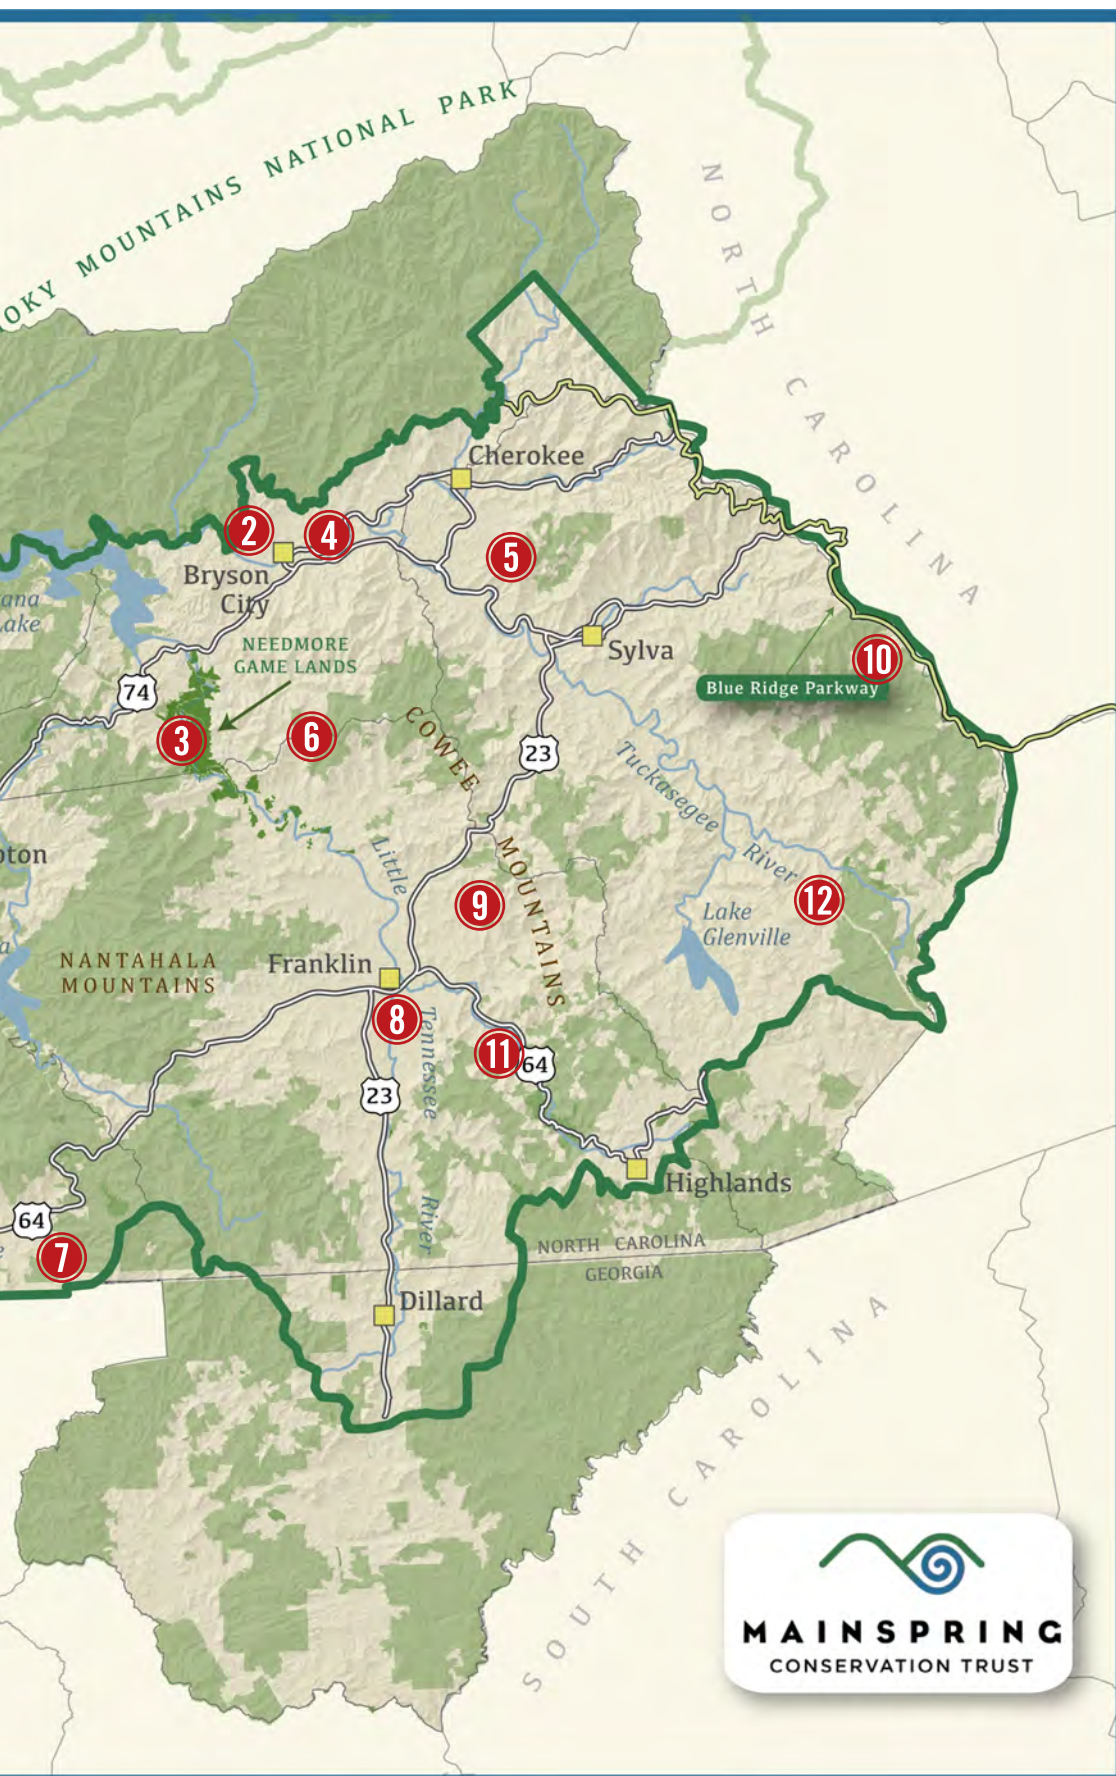 OKY MOUNTAINS NATIONAL PARK
NORTH CAROLINA
Cherokee
2
4
5
Bryson
City
ana
Lake
NEEDMORE
GAME LANDS
Sylva
10
Blue Ridge Parkway
74
3
6
COWEE MOUNTAINS
23
Tuckasegee River
Little Tennessee River
9
12
Lake
Glenville
NANTAHALA
MOUNTAINS
Franklin
8
11
64
23
Highlands
64
7
NORTH CAROLINA
GEORGIA
Dillard
SOUTH CAROLINA
MAINSPRING
CONSERVATION TRUST